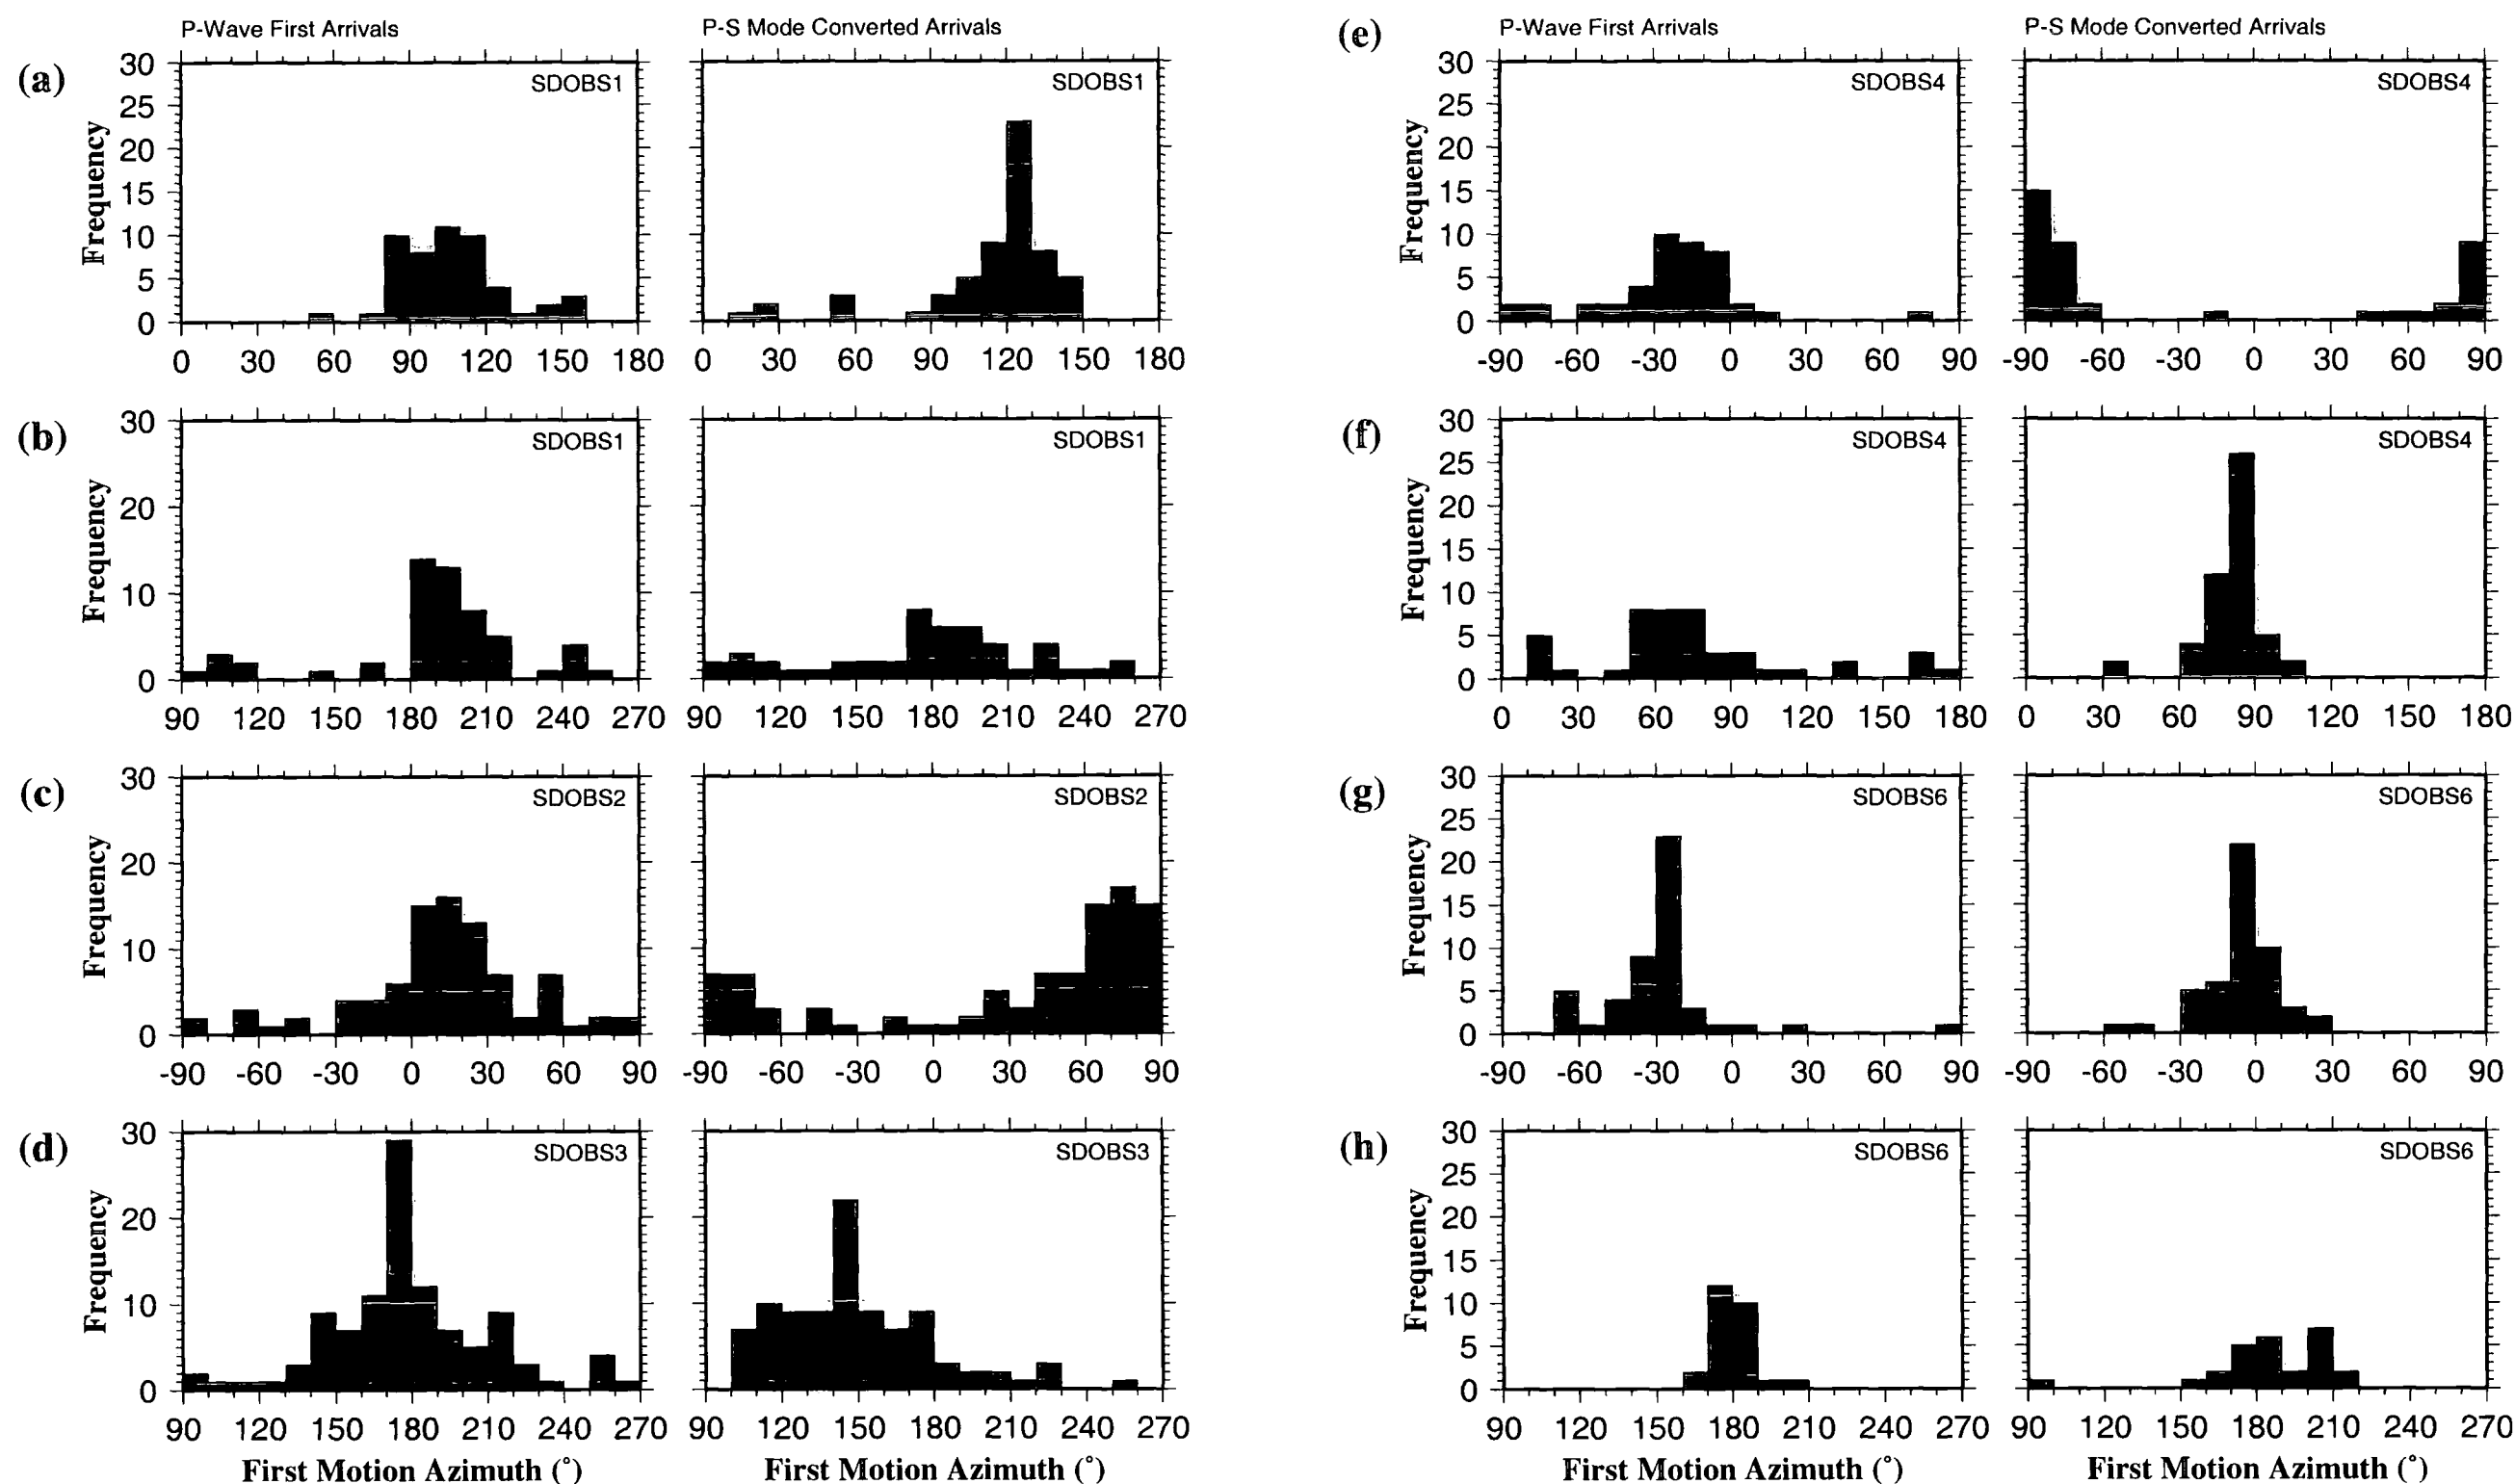 P-Wave First Arrivals P-S Mode Converted Arrivals
(a) SDOBS1 SDOBS1
Frequency
30 25 20 15 10 5 0
0 30 60 90 120 150 180 0 30 60 90 120 150 180
(b) SDOBS1 SDOBS1
Frequency
30 20 10 0
90 120 150 180 210 240 270 90 120 150 180 210 240 270
(c) SDOBS2 SDOBS2
Frequency
30 20 10 0
-90 -60 -30 0 30 60 90 -90 -60 -30 0 30 60 90
(d) SDOBS3 SDOBS3
Frequency
30 20 10 0
90 120 150 180 210 240 270 90 120 150 180 210 240 270
First Motion Azimuth (°) First Motion Azimuth (°)
P-Wave First Arrivals P-S Mode Converted Arrivals
(e) SDOBS4 SDOBS4
Frequency
30 25 20 15 10 5 0
-90 -60 -30 0 30 60 90 -90 -60 -30 0 30 60 90
(f) SDOBS4 SDOBS4
Frequency
30 25 20 15 10 5 0
0 30 60 90 120 150 180 0 30 60 90 120 150 180
(g) SDOBS6 SDOBS6
Frequency
30 25 20 15 10 5 0
-90 -60 -30 0 30 60 90 -90 -60 -30 0 30 60 90
(h) SDOBS6 SDOBS6
Frequency
30 25 20 15 10 5 0
90 120 150 180 210 240 270 90 120 150 180 210 240 270
First Motion Azimuth (°) First Motion Azimuth (°)